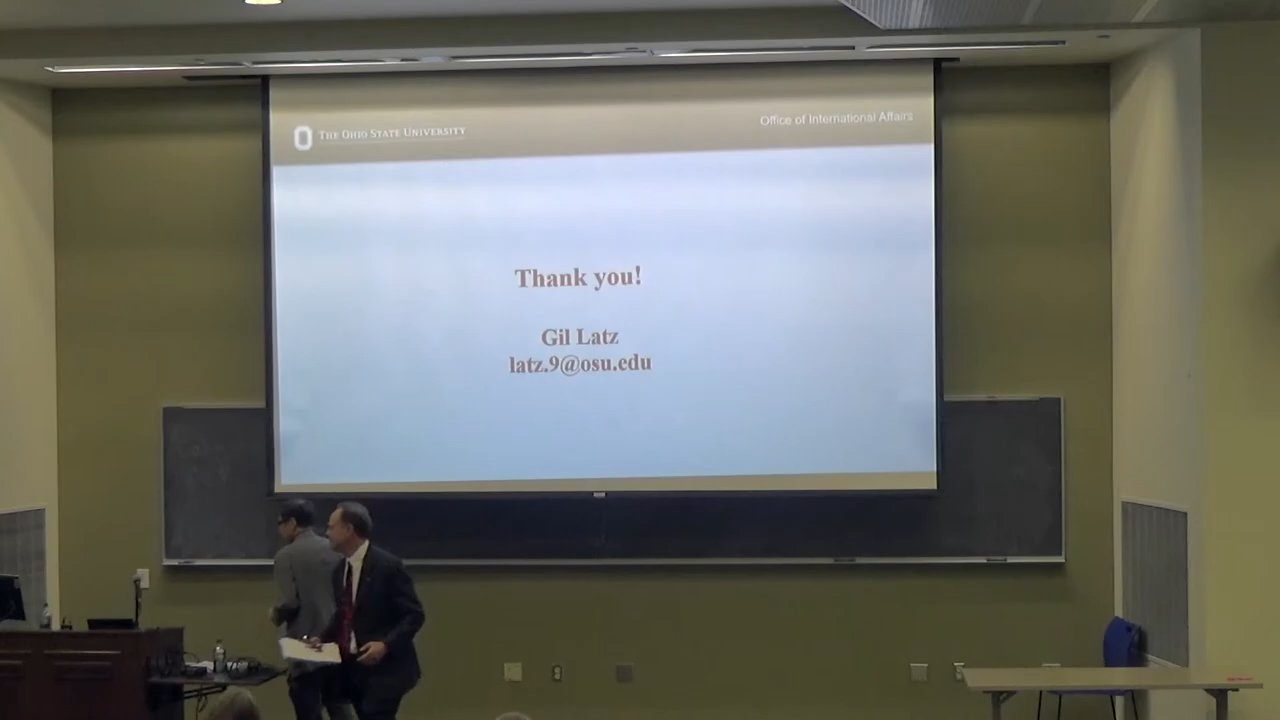 THE OHIO STATE UNIVERSITY
Office of International Affairs
Thank you!
Gil Latz
latz.9@osu.edu